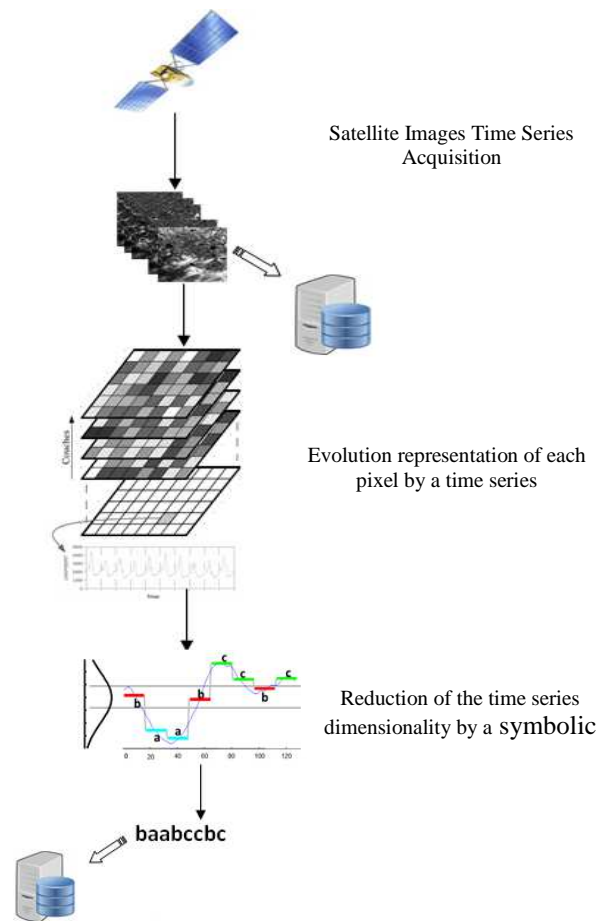 Satellite Images Time Series
Acquisition
Couches
Evolution representation of each
pixel by a time series
c
c
c
b
b
b
a
a
0 20 40 60 80 100 120
Reduction of the time series
dimensionality by a symbolic
baabccbc